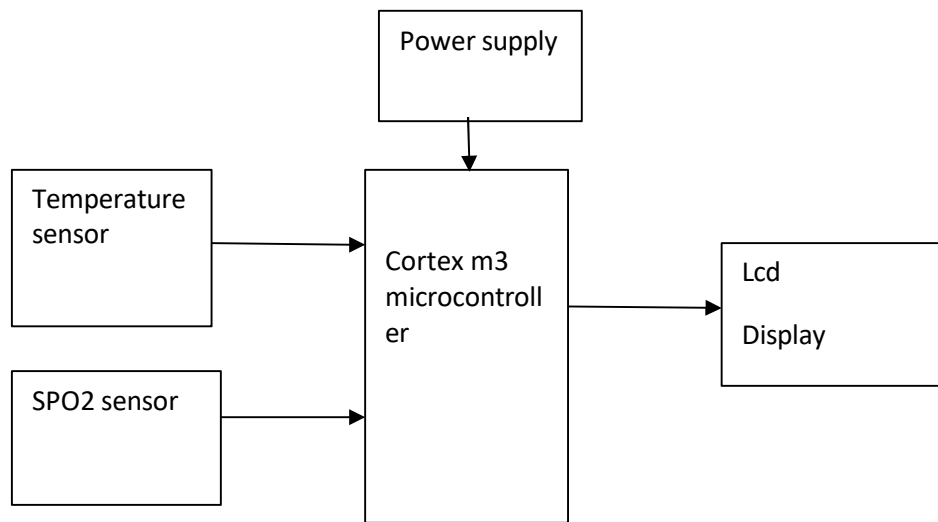 Power supply
Temperature
sensor
Cortex m3
microcontroll
er
Lcd
Display
SPO2 sensor